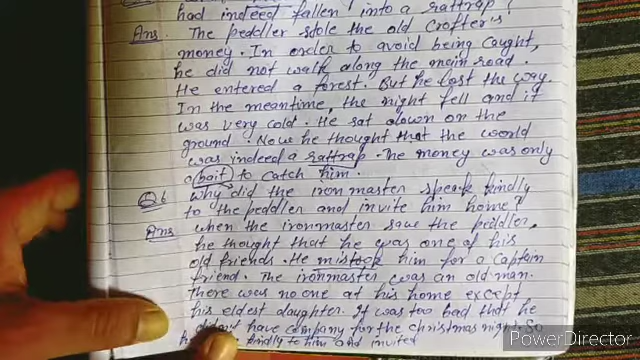 had indeed fallen into a rattrap?
Ans. The peddler stole the old crofter's
money. In order to avoid being caught,
he did not walk along the main road.
He entered a forest. But he lost the way.
In the meantime, the night fell and it
was very cold. He sat down on the
ground. Now he thought that the world
was indeed a rattrap. The money was only
a bait to catch him.
Q6 Why did the ironmaster speak kindly
to the peddler and invite him home?
Ans when the ironmaster saw the peddler,
he thought that he was one of his
old friends. He mistook him for a Captain
friend. The ironmaster was an old man.
There was no one at his home except
his eldest daughter. It was too bad that he
didn't have company for the christmas night. So
kindly to him and invited
PowerDirector